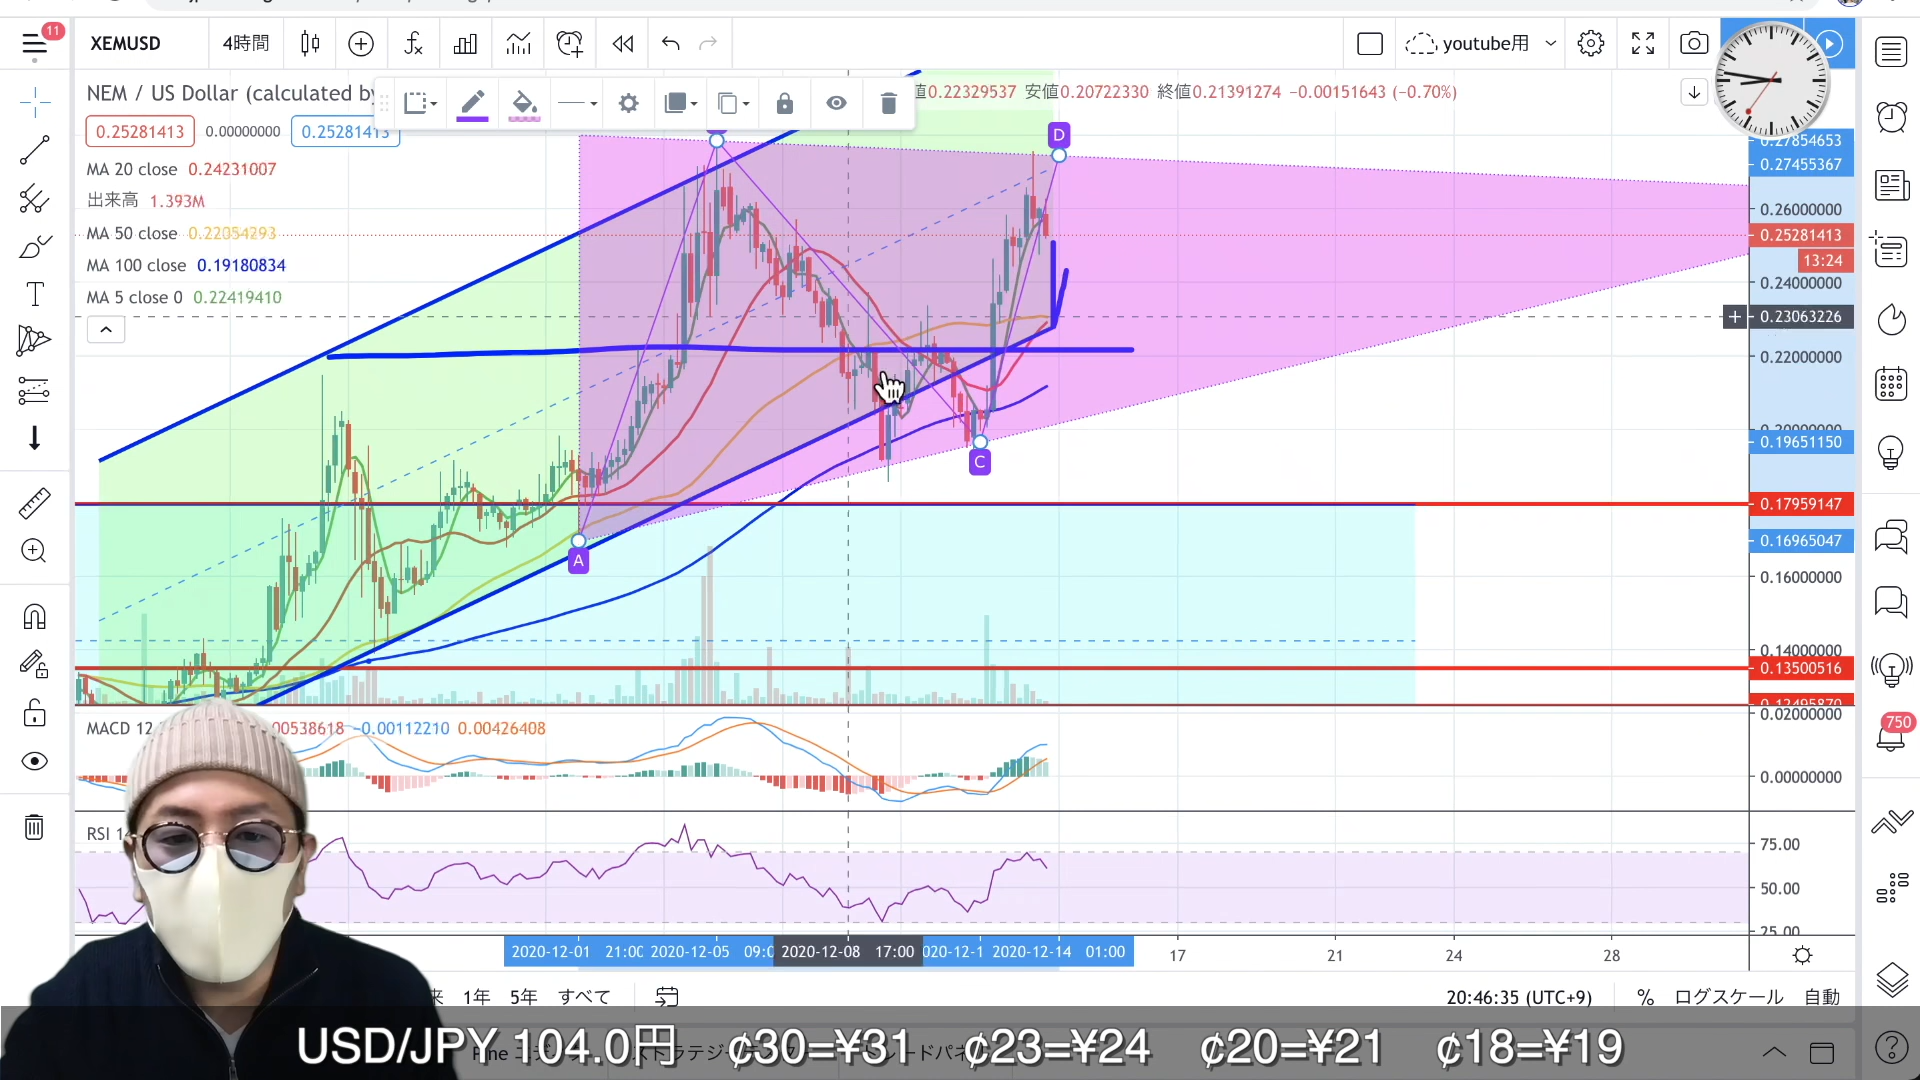 11
XEMUSD
4時間
youtube用
NEM / US Dollar (calculated by
値0.22329537 安値0.20722330 終値0.21391274 −0.00151643 (−0.70%)
0.25281413
0.00000000
0.25281413
MA 20 close 0.24231007
出来高 1.393M
MA 50 close 0.22054293
MA 100 close 0.19180834
MA 5 close 0 0.22419410
D
A
C
0.27854653
0.27455367
0.26000000
0.25281413
13:24
0.24000000
0.23063226
0.22000000
0.20000000
0.19651150
0.17959147
0.16965047
0.16000000
0.14000000
0.13500516
0.12495870
0.02000000
0.00000000
MACD 12
00538618 −0.00112210 0.00426408
RSI 14
75.00
50.00
25.00
750
2020-12-01 21:00
2020-12-05 09:0
2020-12-08 17:00
020-12-1
2020-12-14 01:00
17
21
24
28
来 1年 5年 すべて
20:46:35 (UTC+9)
% ログスケール 自動
USD/JPY 104.0円 ¢30=¥31 ¢23=¥24 ¢20=¥21 ¢18=¥19